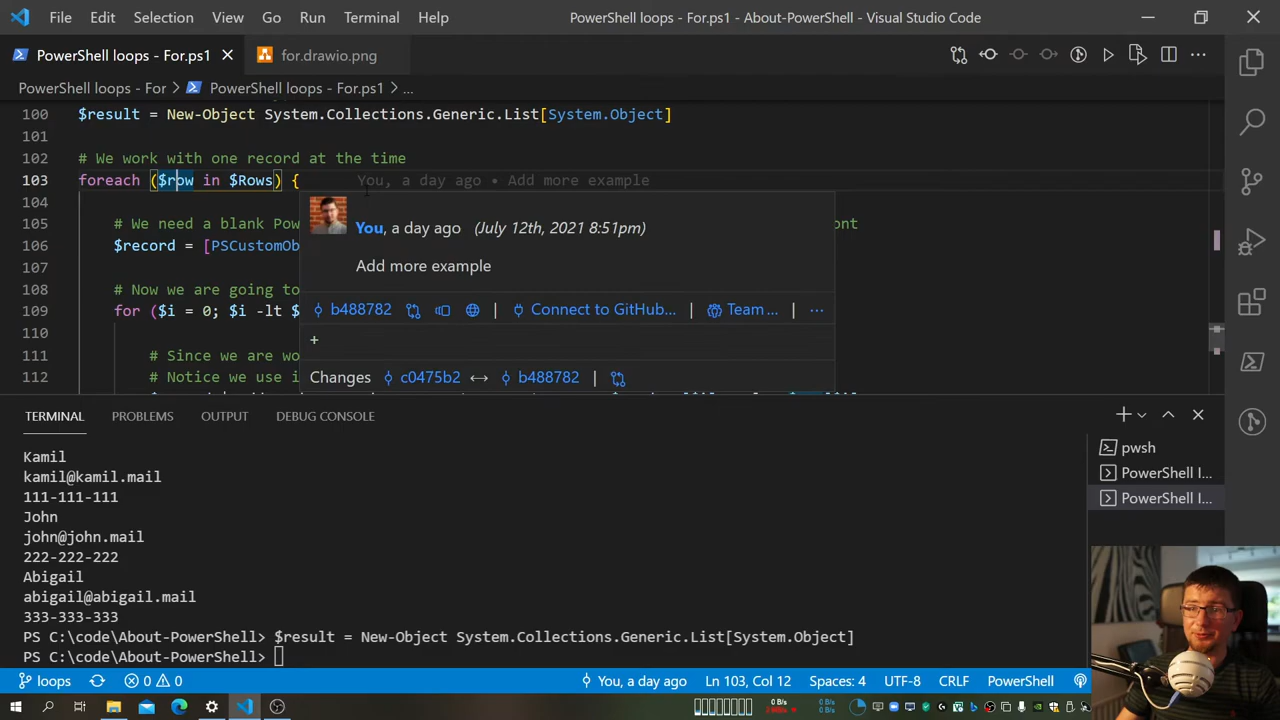 File Edit Selection View Go Run Terminal Help PowerShell loops - For.ps1 - About-PowerShell - Visual Studio Code
PowerShell loops - For.ps1 for.drawio.png
PowerShell loops - For > PowerShell loops - For.ps1 > ...
100 $result = New-Object System.Collections.Generic.List[System.Object]
101
102 # We work with one record at the time
103 foreach ($row in $Rows) { You, a day ago • Add more example
104
105 # We need a blank Pow ont
106 $record = [PSCustomOb
107
108 # Now we are going to
109 for ($i = 0; $i -lt $
110
111 # Since we are wo
112 # Notice we use i
You, a day ago (July 12th, 2021 8:51pm)
Add more example
b488782 | Connect to GitHub... | Team... | ...
+
Changes c0475b2 ↔ b488782 |
TERMINAL PROBLEMS OUTPUT DEBUG CONSOLE
Kamil
kamil@kamil.mail
111-111-111
John
john@john.mail
222-222-222
Abigail
abigail@abigail.mail
333-333-333
PS C:\code\About-PowerShell> $result = New-Object System.Collections.Generic.List[System.Object]
PS C:\code\About-PowerShell>
pwsh
PowerShell I...
PowerShell I...
loops 0 0 You, a day ago Ln 103, Col 12 Spaces: 4 UTF-8 CRLF PowerShell
0 B/s 0 B/s